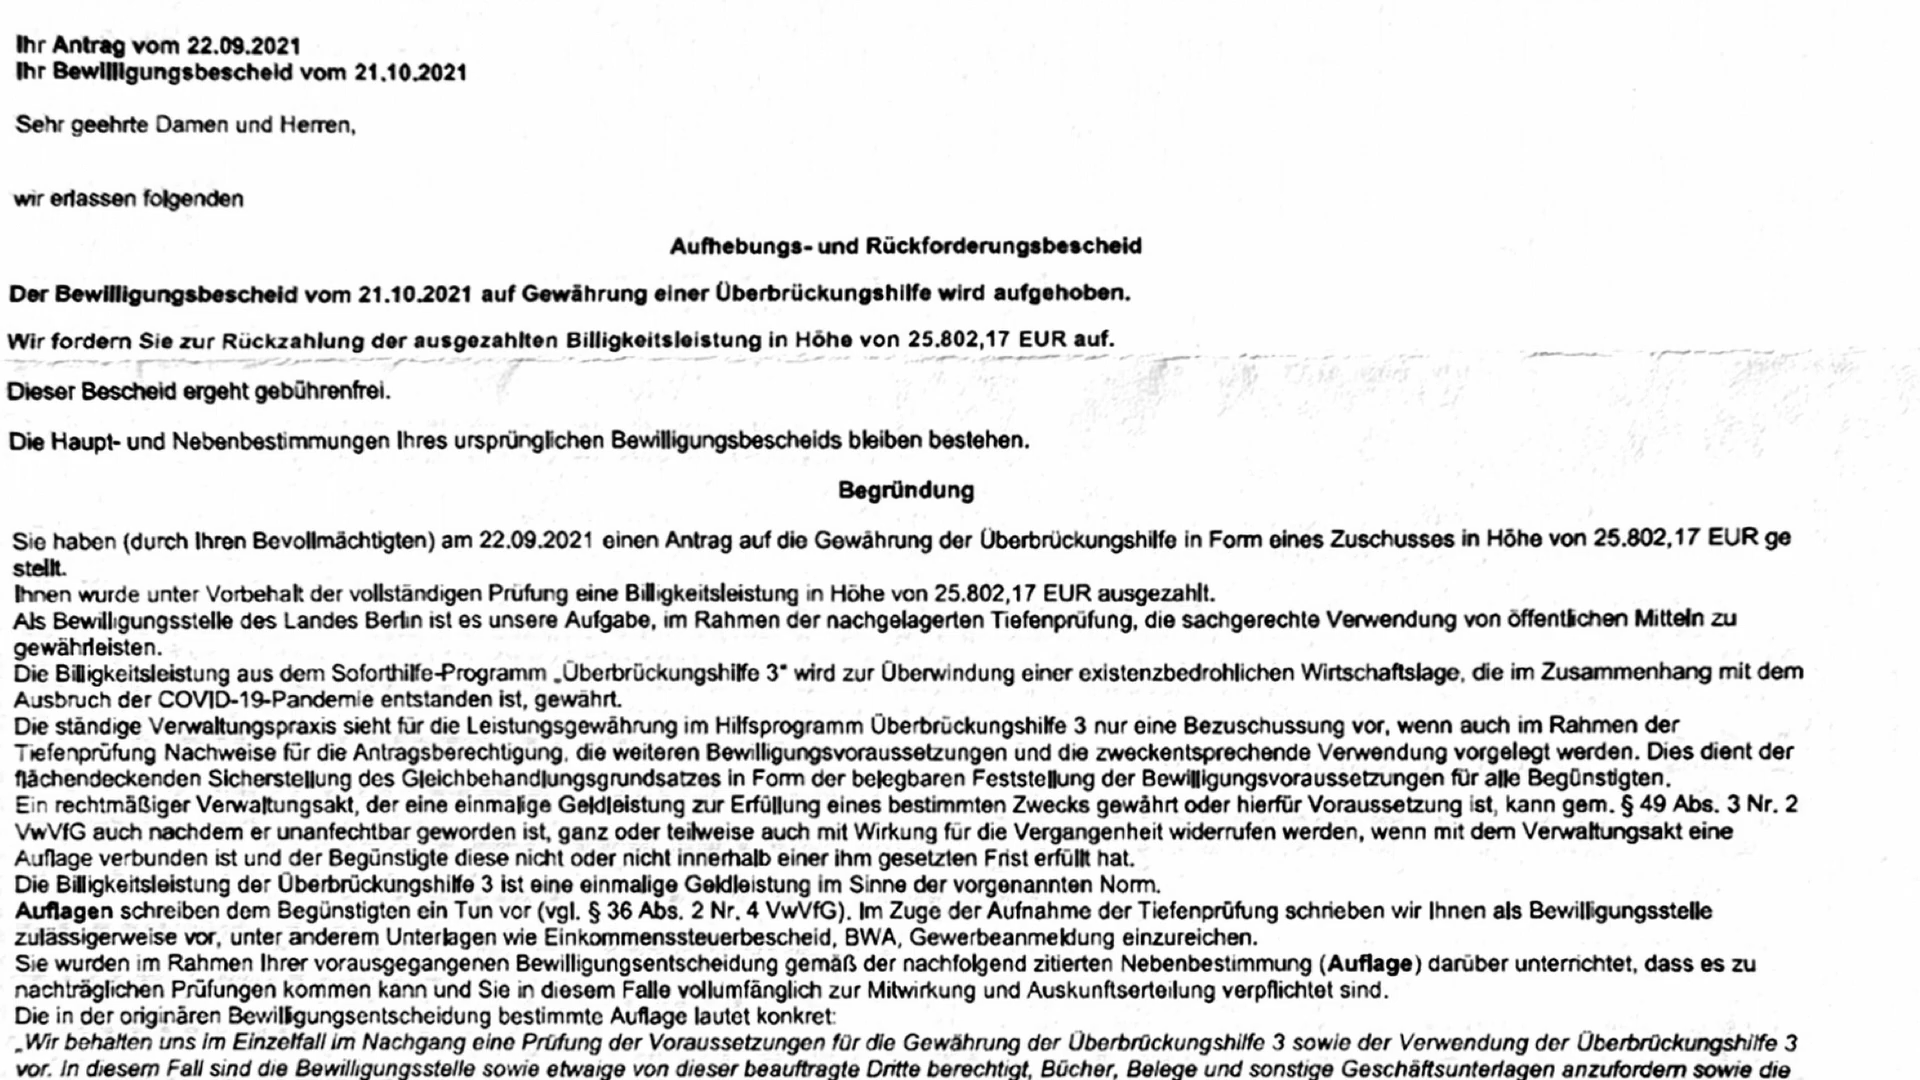 Ihr Antrag vom 22.09.2021
Ihr Bewilligungsbescheid vom 21.10.2021
Sehr geehrte Damen und Herren,
wir erlassen folgenden
Aufhebungs- und Rückforderungsbescheid
Der Bewilligungsbescheid vom 21.10.2021 auf Gewährung einer Überbrückungshilfe wird aufgehoben.
Wir fordern Sie zur Rückzahlung der ausgezahlten Billigkeitsleistung in Höhe von 25.802,17 EUR auf.
Dieser Bescheid ergeht gebührenfrei.
Die Haupt- und Nebenbestimmungen Ihres ursprünglichen Bewilligungsbescheids bleiben bestehen.
Begründung
Sie haben (durch Ihren Bevollmächtigten) am 22.09.2021 einen Antrag auf die Gewährung der Überbrückungshilfe in Form eines Zuschusses in Höhe von 25.802,17 EUR ge
stellt.
Ihnen wurde unter Vorbehalt der vollständigen Prüfung eine Billigkeitsleistung in Höhe von 25.802,17 EUR ausgezahlt.
Als Bewilligungsstelle des Landes Berlin ist es unsere Aufgabe, im Rahmen der nachgelagerten Tiefenprüfung, die sachgerechte Verwendung von öffentlichen Mitteln zu
gewährleisten.
Die Billigkeitsleistung aus dem Soforthilfe-Programm „Überbrückungshilfe 3“ wird zur Überwindung einer existenzbedrohlichen Wirtschaftslage, die im Zusammenhang mit dem
Ausbruch der COVID-19-Pandemie entstanden ist, gewährt.
Die ständige Verwaltungspraxis sieht für die Leistungsgewährung im Hilfsprogramm Überbrückungshilfe 3 nur eine Bezuschussung vor, wenn auch im Rahmen der
Tiefenprüfung Nachweise für die Antragsberechtigung, die weiteren Bewilligungsvoraussetzungen und die zweckentsprechende Verwendung vorgelegt werden. Dies dient der
flächendeckenden Sicherstellung des Gleichbehandlungsgrundsatzes in Form der belegbaren Feststellung der Bewilligungsvoraussetzungen für alle Begünstigten.
Ein rechtmäßiger Verwaltungsakt, der eine einmalige Geldleistung zur Erfüllung eines bestimmten Zwecks gewährt oder hierfür Voraussetzung ist, kann gem. § 49 Abs. 3 Nr. 2
VwVfG auch nachdem er unanfechtbar geworden ist, ganz oder teilweise auch mit Wirkung für die Vergangenheit widerrufen werden, wenn mit dem Verwaltungsakt eine
Auflage verbunden ist und der Begünstigte diese nicht oder nicht innerhalb einer ihm gesetzten Frist erfüllt hat.
Die Billigkeitsleistung der Überbrückungshilfe 3 ist eine einmalige Geldleistung im Sinne der vorgenannten Norm.
Auflagen schreiben dem Begünstigten ein Tun vor (vgl. § 36 Abs. 2 Nr. 4 VwVfG). Im Zuge der Aufnahme der Tiefenprüfung schrieben wir Ihnen als Bewilligungsstelle
zulässigerweise vor, unter anderem Unterlagen wie Einkommenssteuerbescheid, BWA, Gewerbeanmeldung einzureichen.
Sie wurden im Rahmen Ihrer vorausgegangenen Bewilligungsentscheidung gemäß der nachfolgend zitierten Nebenbestimmung (Auflage) darüber unterrichtet, dass es zu
nachträglichen Prüfungen kommen kann und Sie in diesem Falle vollumfänglich zur Mitwirkung und Auskunftserteilung verpflichtet sind.
Die in der originären Bewilligungsentscheidung bestimmte Auflage lautet konkret:
„Wir behalten uns im Einzelfall im Nachgang eine Prüfung der Voraussetzungen für die Gewährung der Überbrückungshilfe 3 sowie der Verwendung der Überbrückungshilfe 3
vor. In diesem Fall sind die Bewilligungsstelle sowie etwaige von dieser beauftragte Dritte berechtigt, Bücher, Belege und sonstige Geschäftsunterlagen anzufordern sowie die